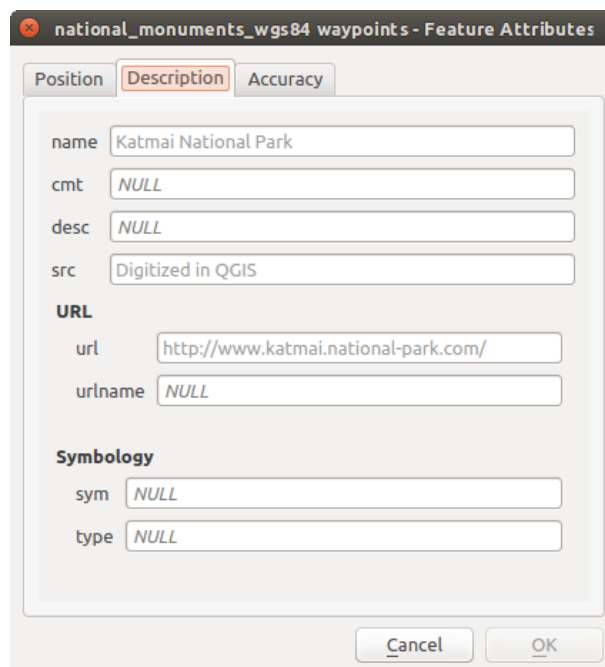 national_monuments_wgs84 waypoints - Feature Attributes
Position Description Accuracy
name Katmai National Park
cmt NULL
desc NULL
src Digitized in QGIS
URL
url http://www.katmai.national-park.com/
urlname NULL
Symbology
sym NULL
type NULL
Cancel OK